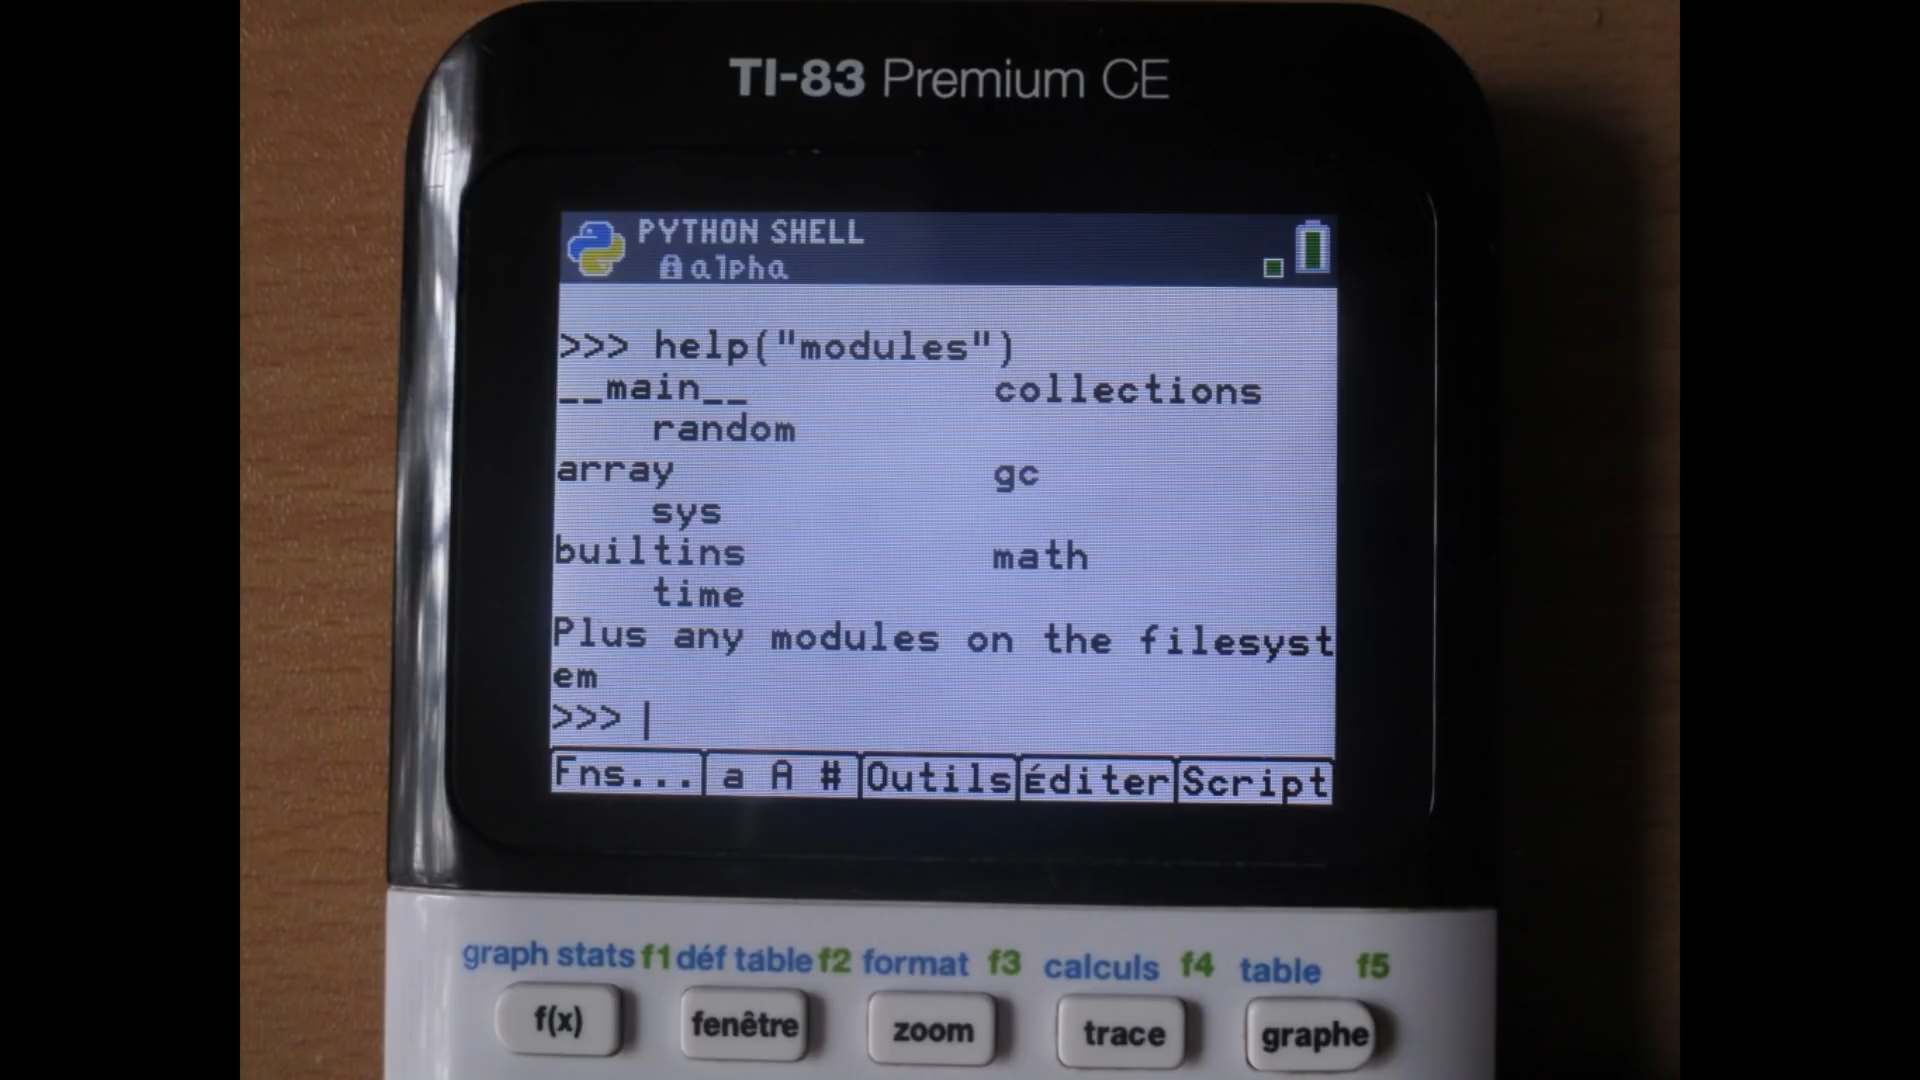 TI-83 Premium CE
PYTHON SHELL
alpha
>>> help("modules")
__main__ collections
random
array gc
sys
builtins math
time
Plus any modules on the filesyst
em
>>>
Fns... a A # Outils Éditer Script
graph stats f1 déf table f2 format f3 calculs f4 table f5
f(x) fenêtre zoom trace graphe